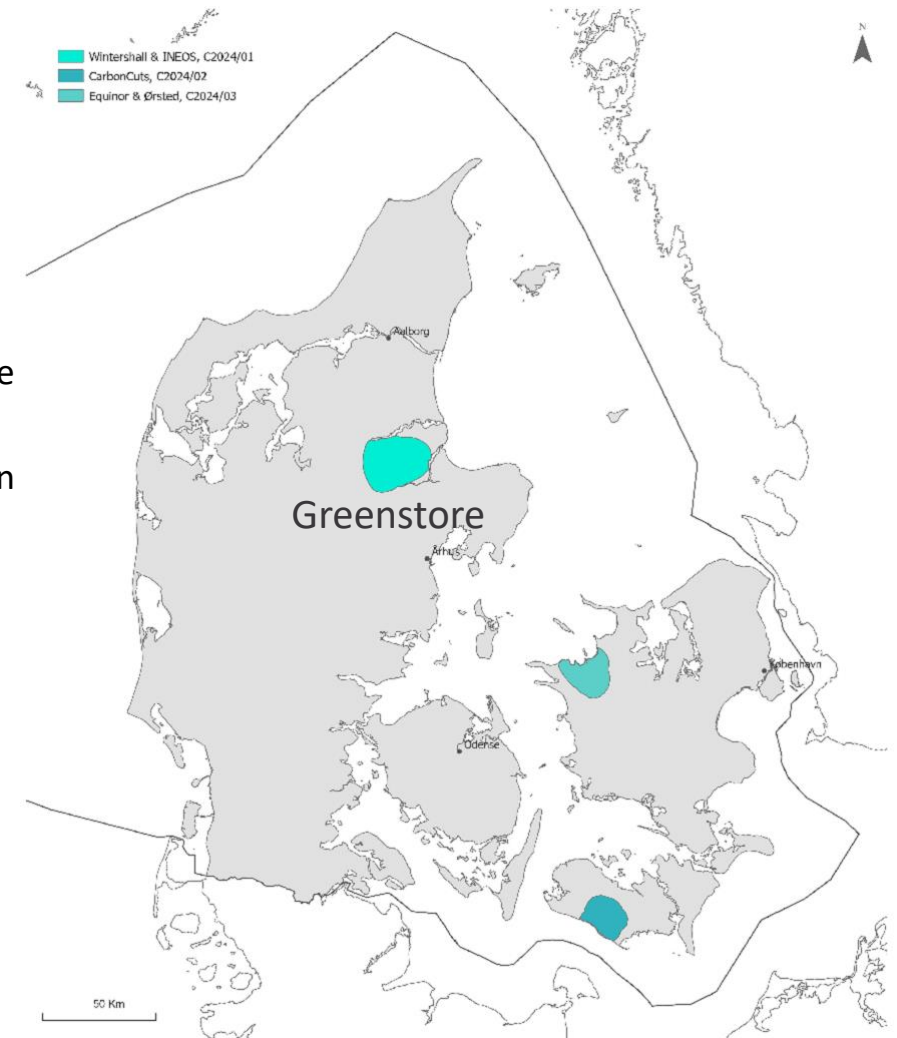 N
Wintershall & INEOS, C2024/01
CarbonCuts, C2024/02
Equinor & Ørsted, C2024/03
Aalborg
e
n
Greenstore
Århus
København
Odense
50 Km